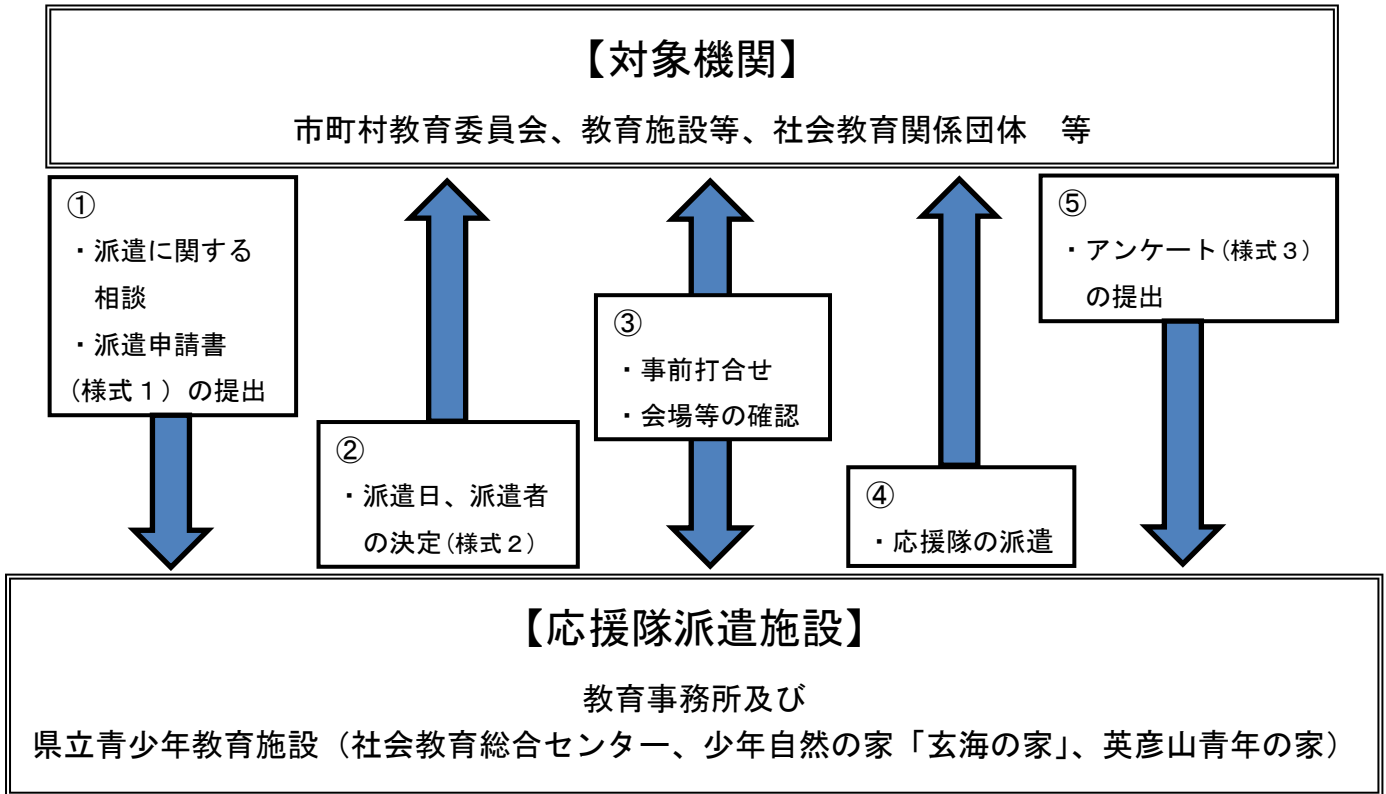 【対象機関】
市町村教育委員会、教育施設等、社会教育関係団体　等
①
・派遣に関する
相談
・派遣申請書
(様式１）の提出
②
・派遣日、派遣者
の決定(様式２)
③
・事前打合せ
・会場等の確認
④
・応援隊の派遣
⑤
・アンケート(様式３)
の提出
【応援隊派遣施設】
教育事務所及び
県立青少年教育施設（社会教育総合センター、少年自然の家「玄海の家」、英彦山青年の家）